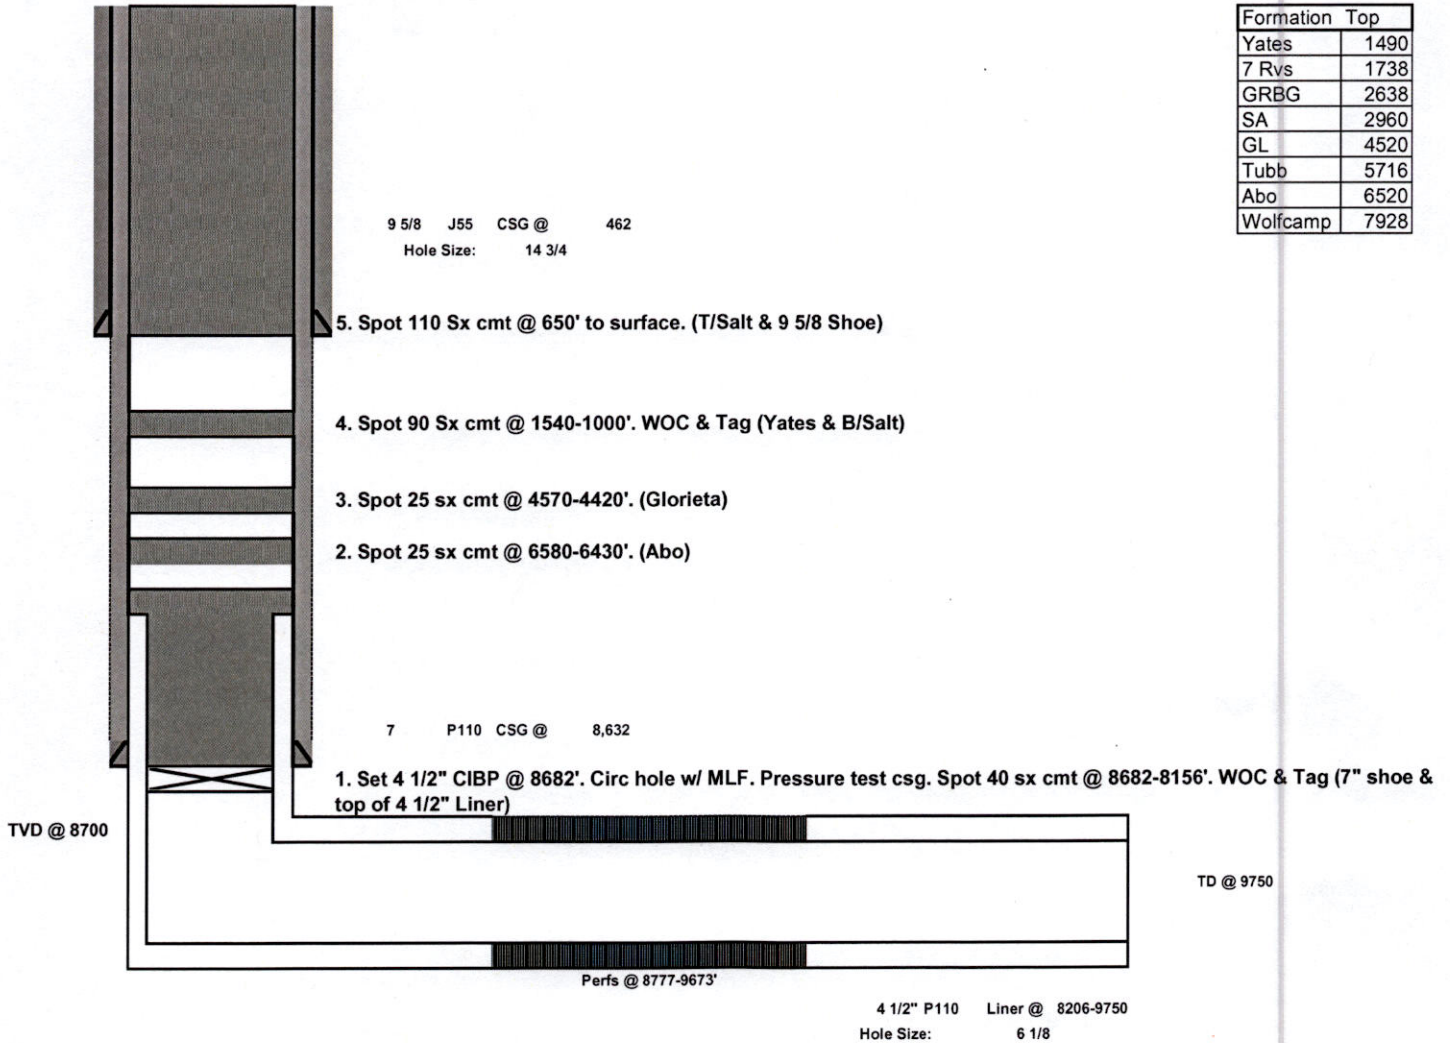 Formation Top
Yates 1490
7 Rvs 1738
GRBG 2638
SA 2960
GL 4520
Tubb 5716
Abo 6520
Wolfcamp 7928
9 5/8 J55 CSG @ 462
Hole Size: 14 3/4
5. Spot 110 Sx cmt @ 650' to surface. (T/Salt & 9 5/8 Shoe)
4. Spot 90 Sx cmt @ 1540-1000'. WOC & Tag (Yates & B/Salt)
3. Spot 25 sx cmt @ 4570-4420'. (Glorieta)
2. Spot 25 sx cmt @ 6580-6430'. (Abo)
7 P110 CSG @ 8,632
1. Set 4 1/2" CIBP @ 8682'. Circ hole w/ MLF. Pressure test csg. Spot 40 sx cmt @ 8682-8156'. WOC & Tag (7" shoe &
top of 4 1/2" Liner)
TVD @ 8700
TD @ 9750
Perfs @ 8777-9673'
4 1/2" P110 Liner @ 8206-9750
Hole Size: 6 1/8